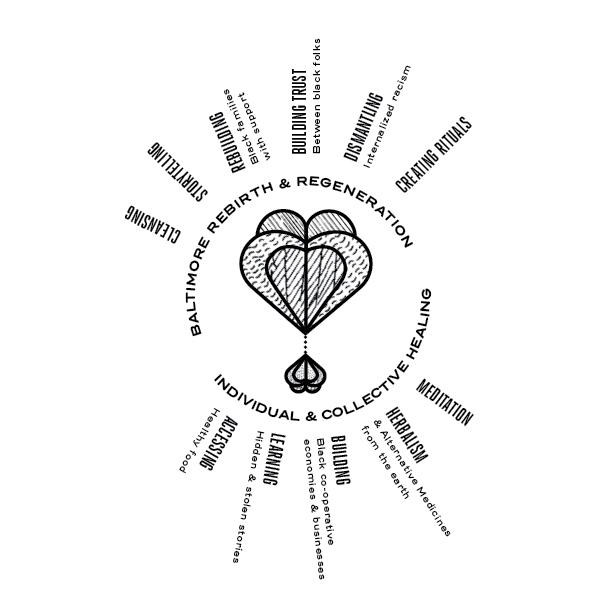 CLEANSING
STORYTELLING
REBUILDING
Black families
with support
BUILDING TRUST
Between black folks
DISMANTLING
Internalized racism
CREATING RITUALS
BALTIMORE REBIRTH & REGENERATION
INDIVIDUAL & COLLECTIVE HEALING
MEDITATION
HERBALISM
& Alternative Medicines
from the earth
BUILDING
Black co-operative
economies & businesses
LEARNING
Hidden & stolen stories
ACCESSING
Healthy food